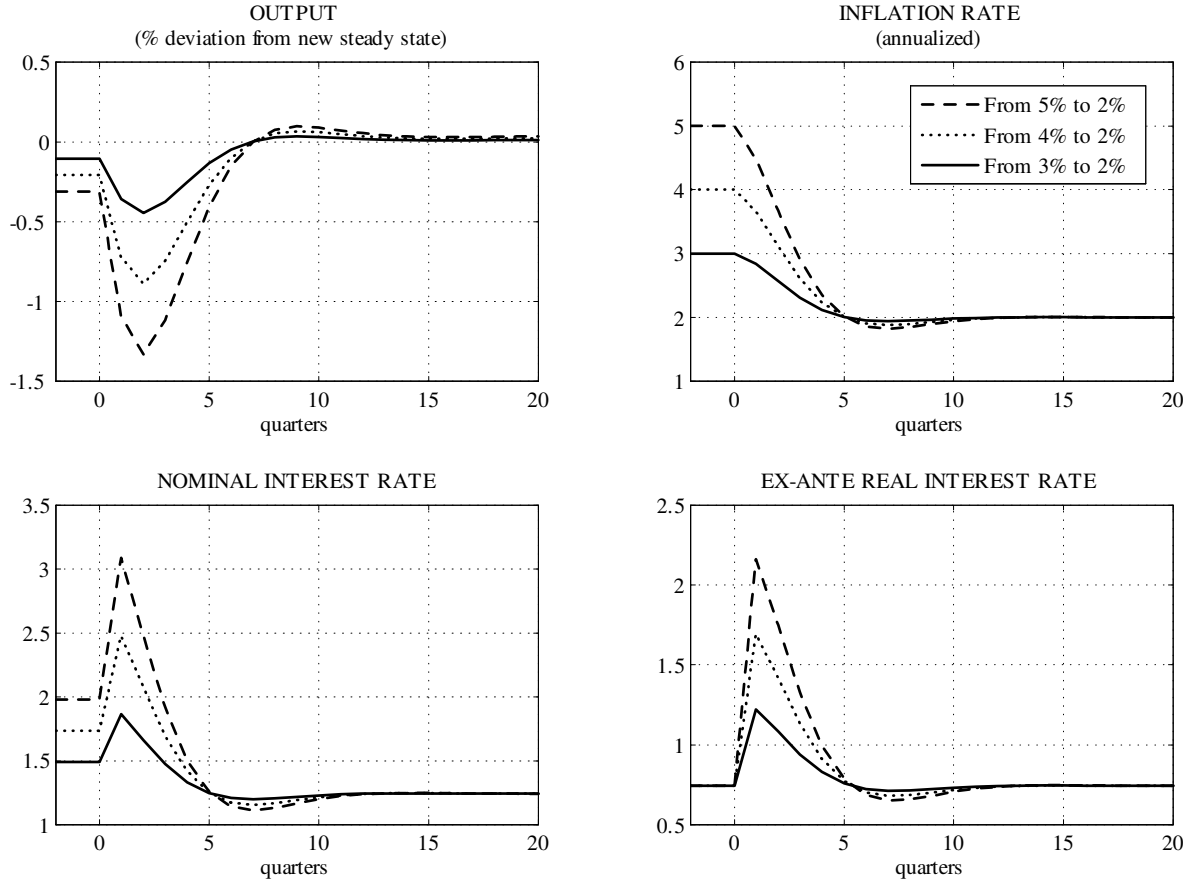 OUTPUT
(% deviation from new steady state)
0.5
0
-0.5
-1
-1.5
0 5 10 15 20
quarters
INFLATION RATE
(annualized)
6
5
4
3
2
1
From 5% to 2%
From 4% to 2%
From 3% to 2%
0 5 10 15 20
quarters
NOMINAL INTEREST RATE
3.5
3
2.5
2
1.5
1
0 5 10 15 20
quarters
EX-ANTE REAL INTEREST RATE
2.5
2
1.5
1
0.5
0 5 10 15 20
quarters